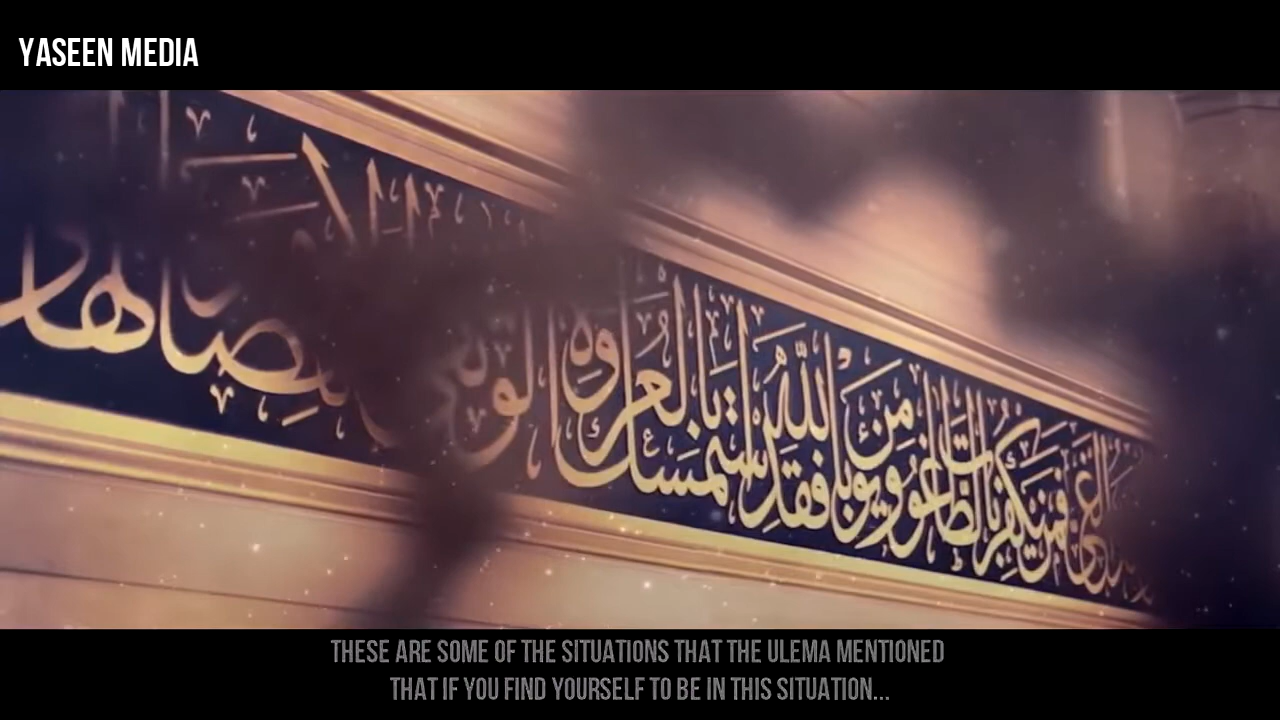 YASEEN MEDIA
الغي فمن يكفر بالطاغوت ويؤمن بالله فقد استمسك بالعروة
THESE ARE SOME OF THE SITUATIONS THAT THE ULEMA MENTIONED
THAT IF YOU FIND YOURSELF TO BE IN THIS SITUATION...